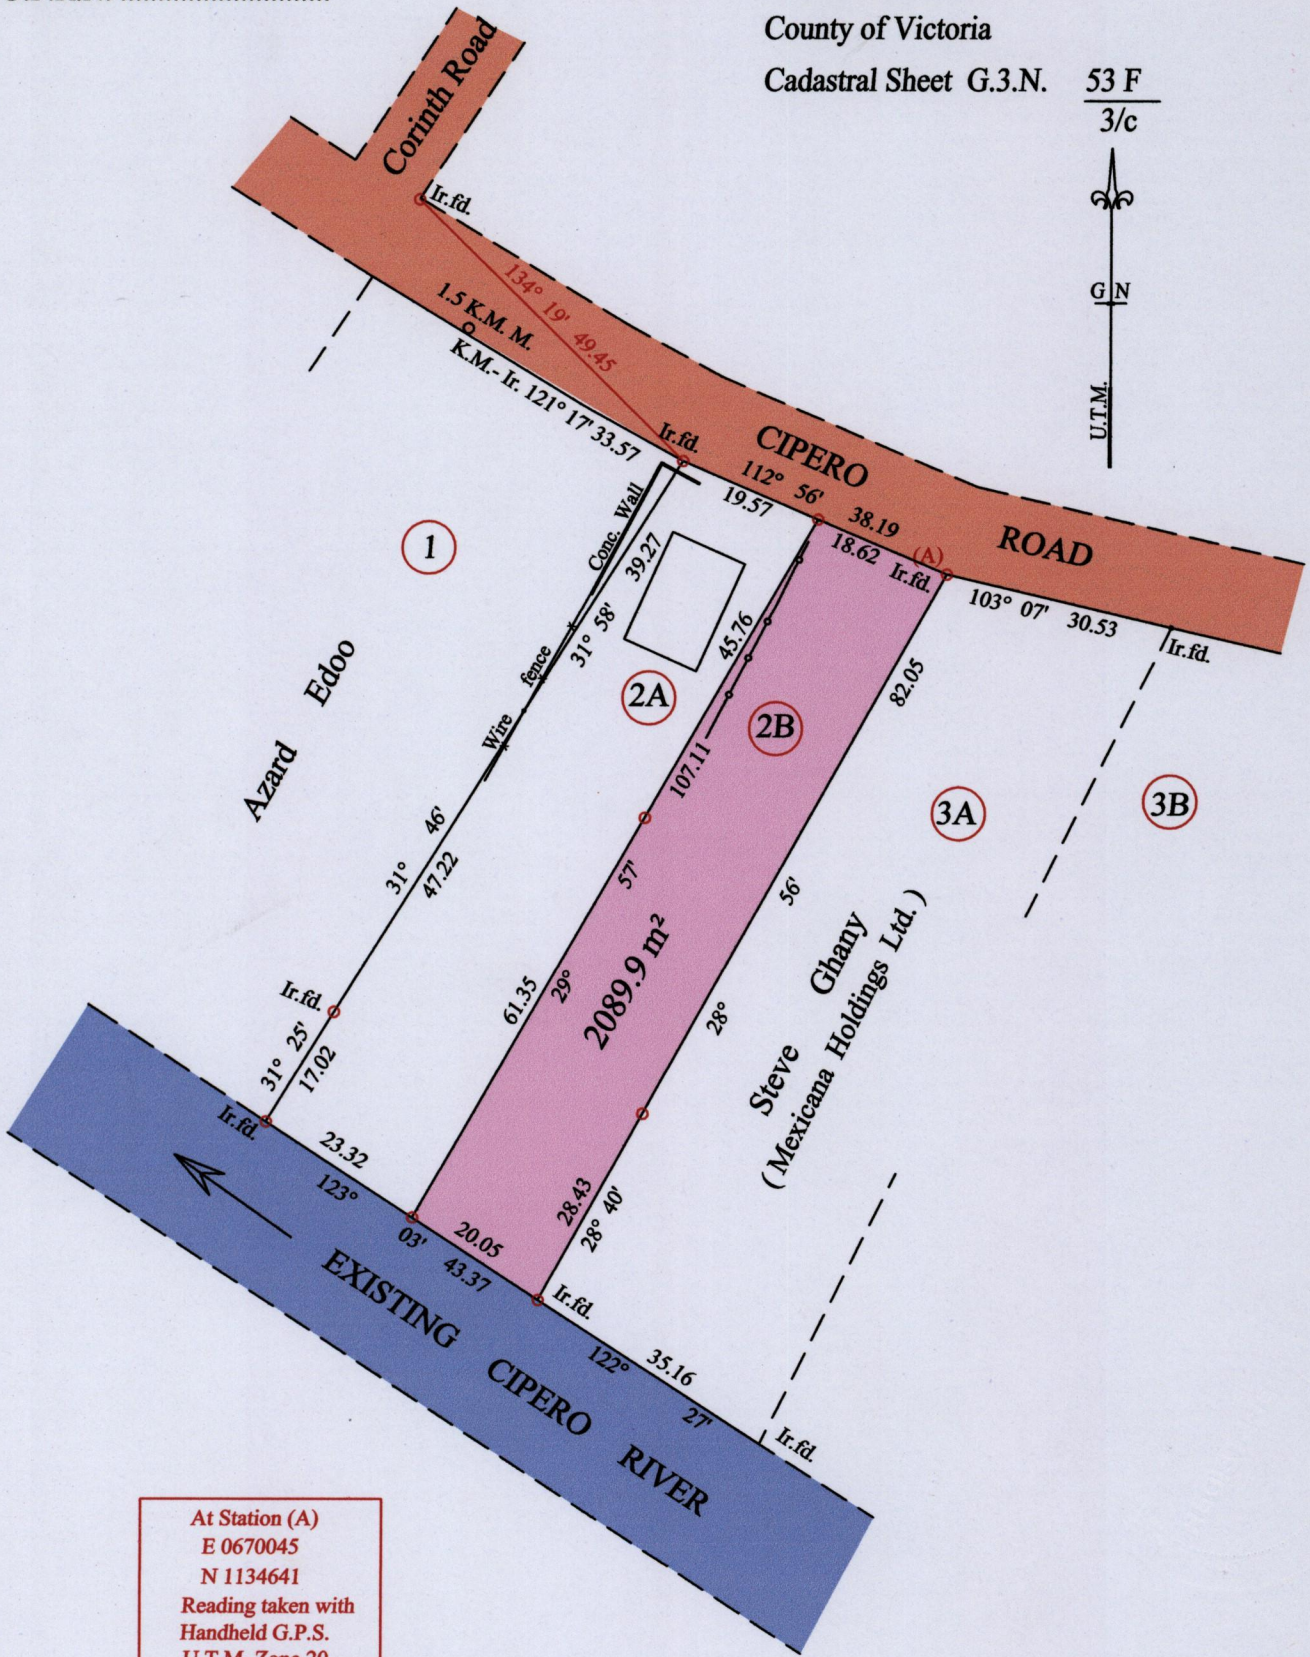 County of Victoria
Cadastral Sheet G.3.N. 53 F
3/c
Corinth Road
Ir.fd.
G N
U.T.M.
134° 19' 49.45
1.5 K.M. M.
K.M.- Ir. 121° 17' 33.57
Ir.fd.
CIPERO
ROAD
112° 56'
19.57
38.19
18.62
(A)
Ir.fd.
103° 07' 30.53
Ir.fd.
Conc. Wall
39.27
31° 58'
Wire fence
1
Azard Edoo
2A
45.76
2B
82.05
107.11
3A
3B
31° 46'
47.22
57'
56'
2089.9 m²
61.35
29°
28°
Steve Ghany
( Mexicana Holdings Ltd. )
Ir.fd.
31° 25'
17.02
Ir.fd.
23.32
123°
03'
20.05
43.37
28.43
28° 40'
Ir.fd.
35.16
122°
27'
Ir.fd.
EXISTING CIPERO RIVER
At Station (A)
E 0670045
N 1134641
Reading taken with
Handheld G.P.S.
U.T.M. Zone 20